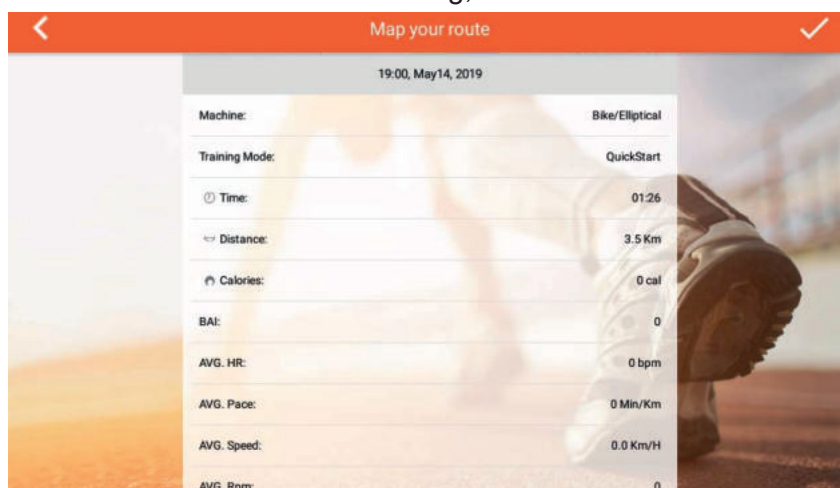 Map your route
19:00, May14, 2019
Machine: Bike/Elliptical
Training Mode: QuickStart
Time: 01:26
Distance: 3.5 Km
Calories: 0 cal
BAI: 0
AVG. HR: 0 bpm
AVG. Pace: 0 Min/Km
AVG. Speed: 0.0 Km/H
AVG. Rpm: 0